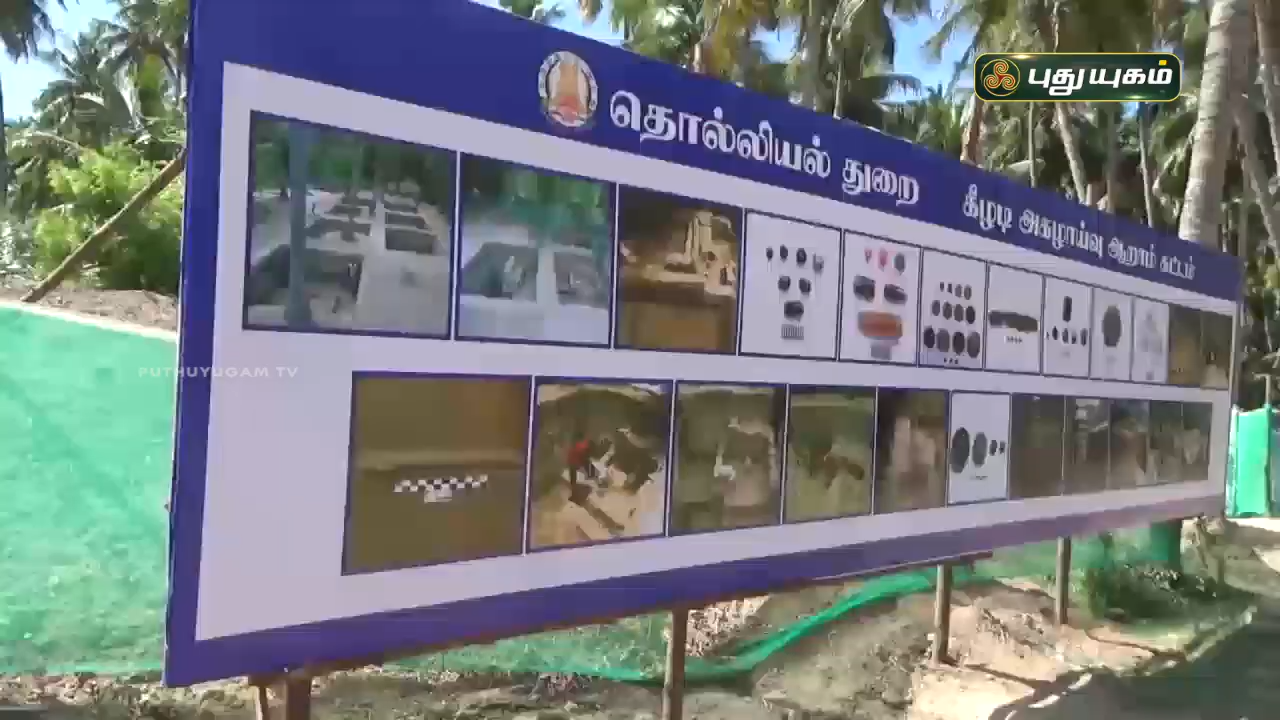 புதுயுகம்
தொல்லியல் துறை கீழடி அகழாய்வு ஆறாம் கட்டம்
PUTHUYUGAM TV